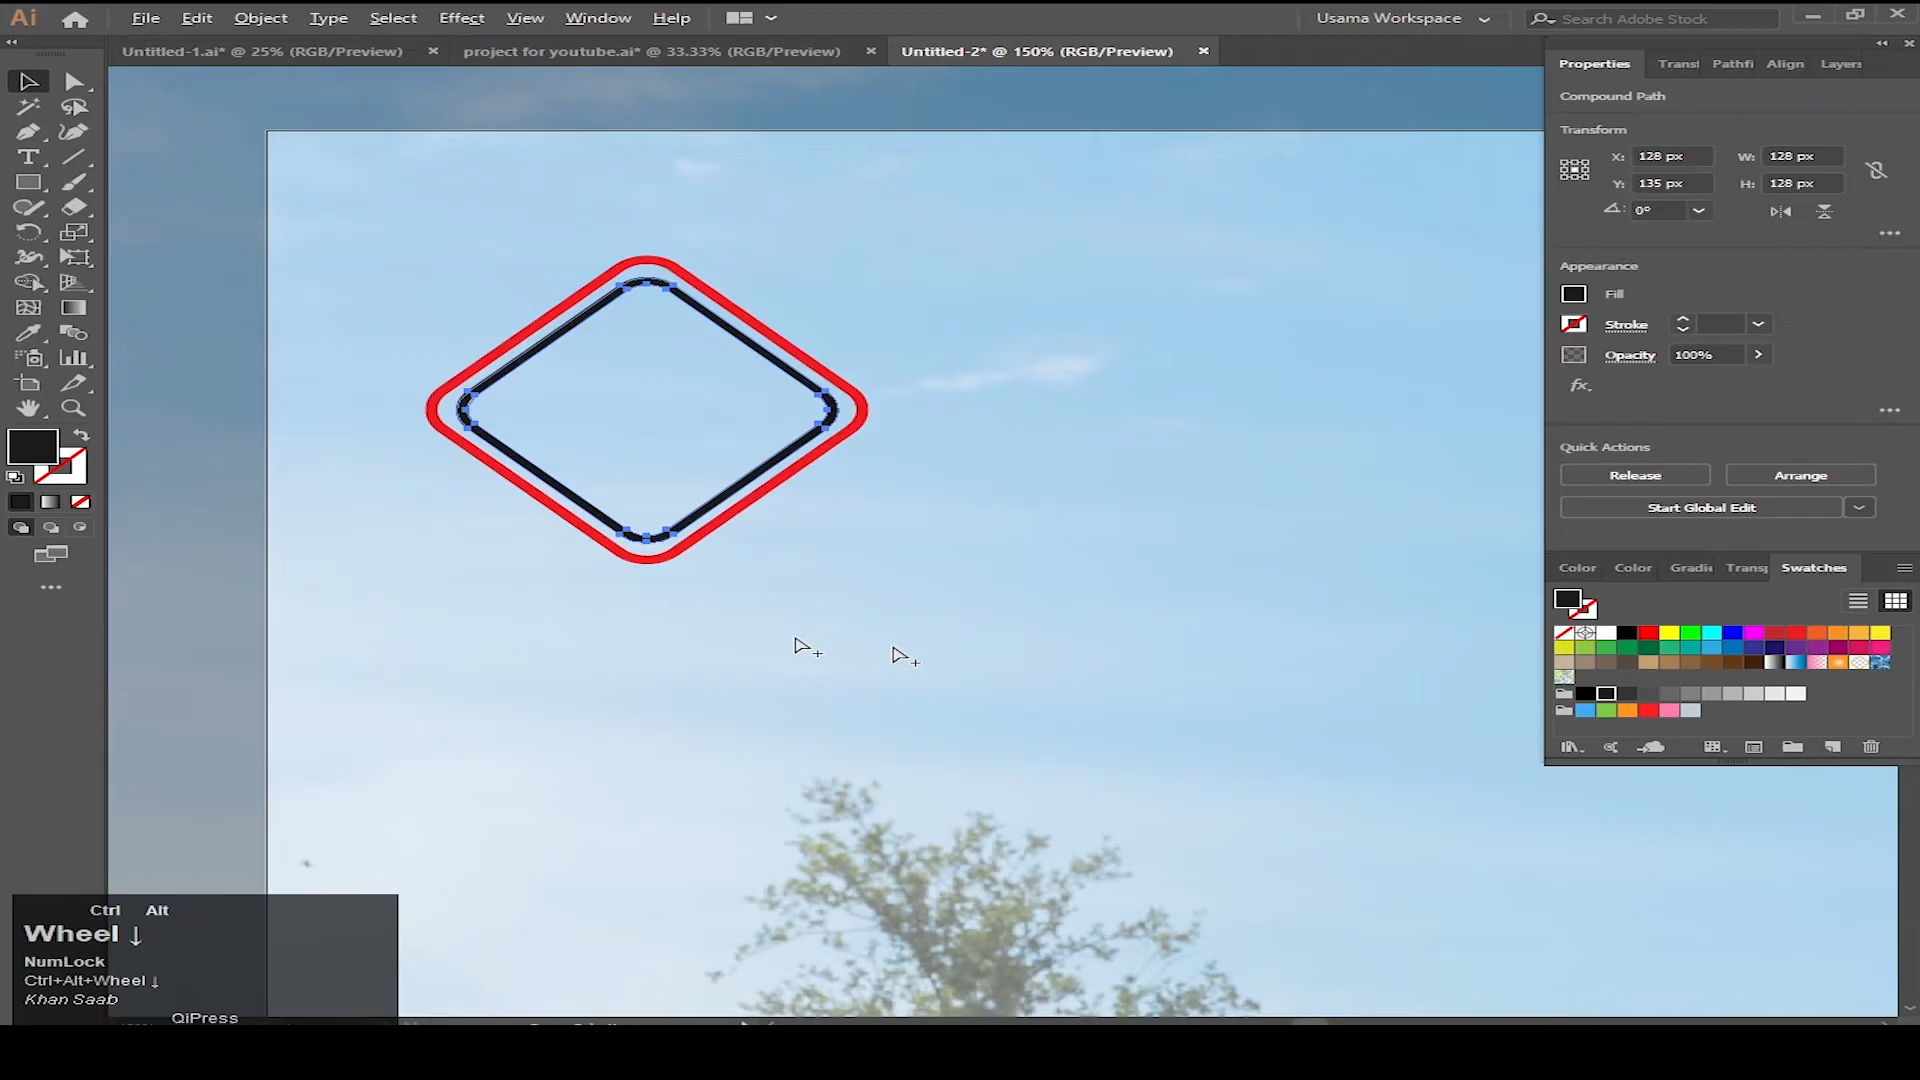 Ai File Edit Object Type Select Effect View Window Help Usama Workspace Search Adobe Stock
Untitled-1.ai* @ 25% (RGB/Preview) project for youtube.ai* @ 33.33% (RGB/Preview) Untitled-2* @ 150% (RGB/Preview)
Properties Transf Pathfi Align Layers
Compound Path
Transform
X: 128 px W: 128 px
Y: 135 px H: 128 px
0°
Appearance
Fill
Stroke
Opacity 100%
fx.
Quick Actions
Release Arrange
Start Global Edit
Color Color Gradie Transp Swatches
Ctrl Alt
Wheel ↓
NumLock
Ctrl+Alt+Wheel ↓
Khan Saab
QiPress